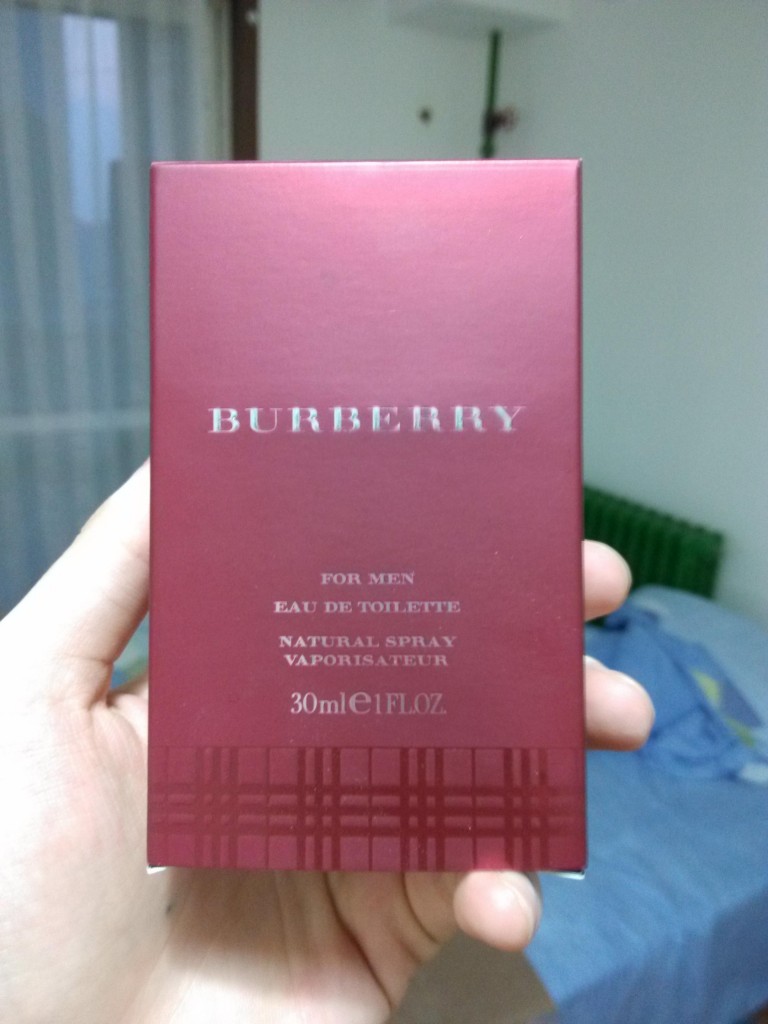 BURBERRY
FOR MEN
EAU DE TOILETTE
NATURAL SPRAY
VAPORISATEUR
30ml℮1FL.OZ.